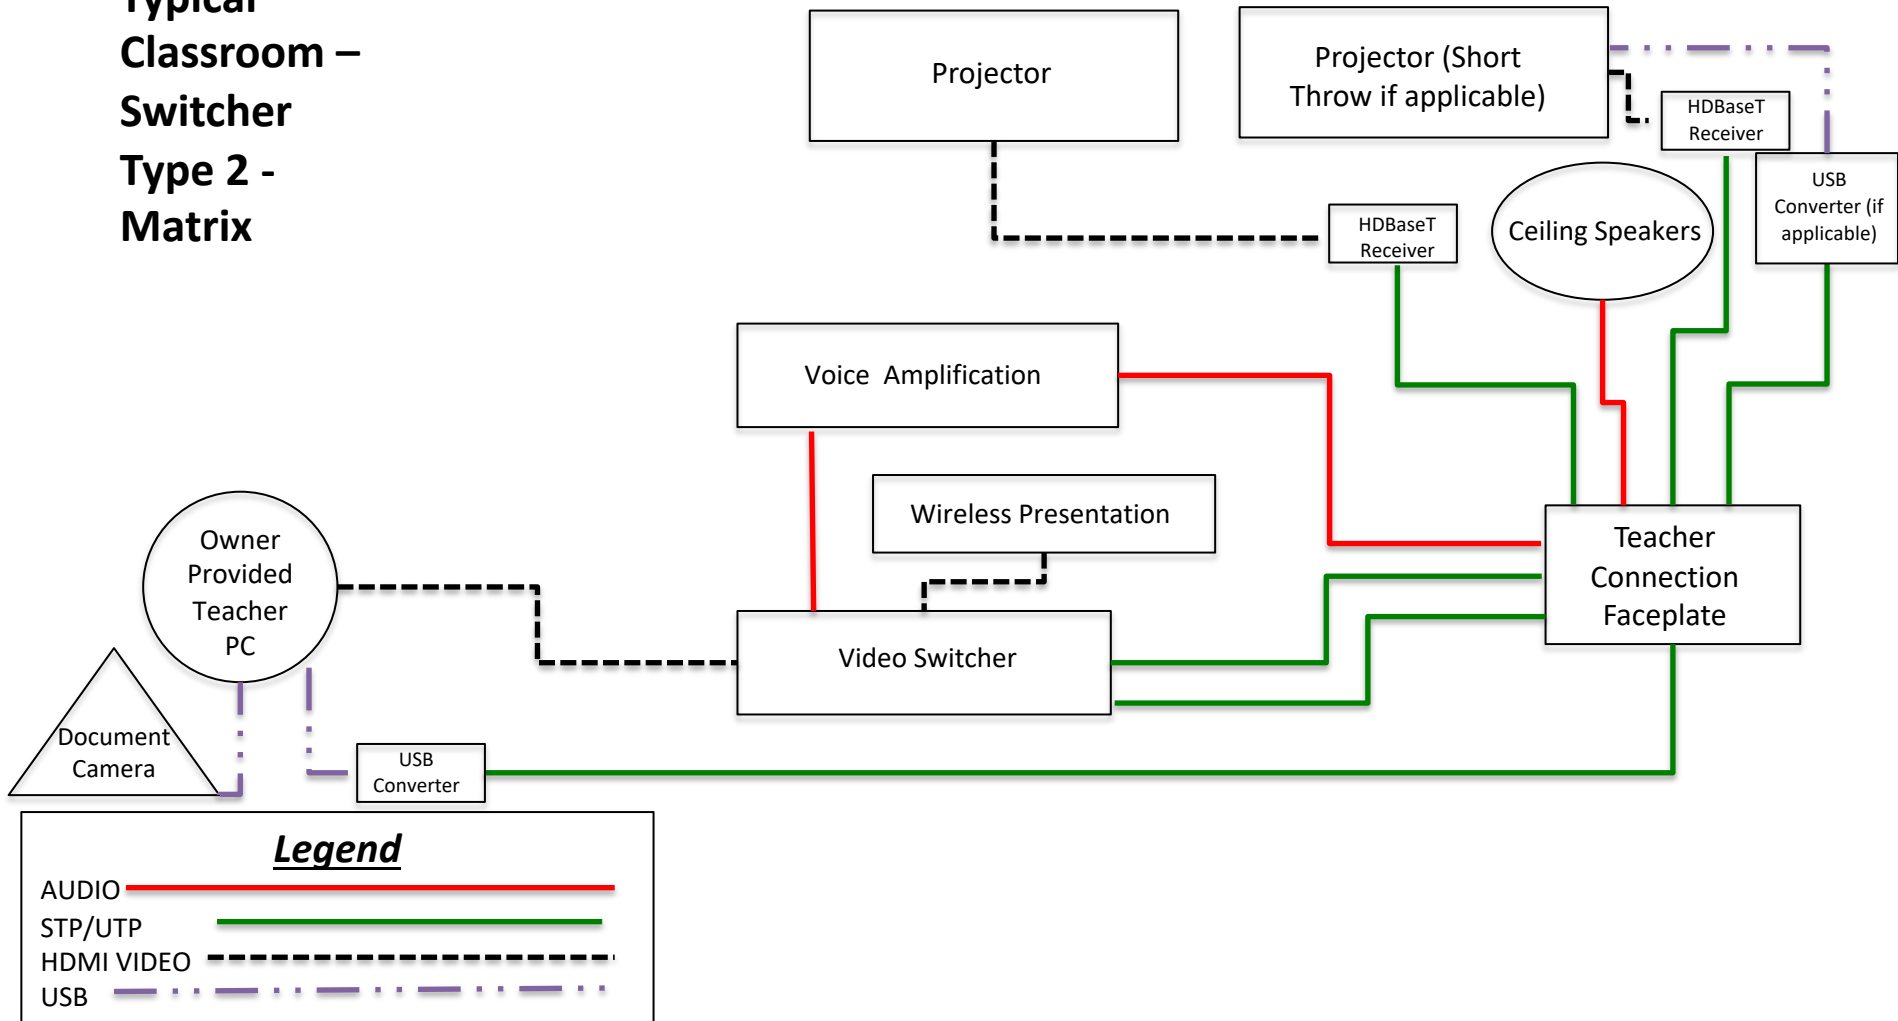 Typical
Classroom –
Switcher
Type 2 -
Matrix
Projector
Projector (Short
Throw if applicable)
HDBaseT
Receiver
USB
Converter (if
applicable)
HDBaseT
Receiver
Ceiling Speakers
Voice  Amplification
Wireless Presentation
Owner
Provided
Teacher
PC
Teacher
Connection
Faceplate
Video Switcher
Document
Camera
USB
Converter
Legend
AUDIO
STP/UTP
HDMI VIDEO
USB